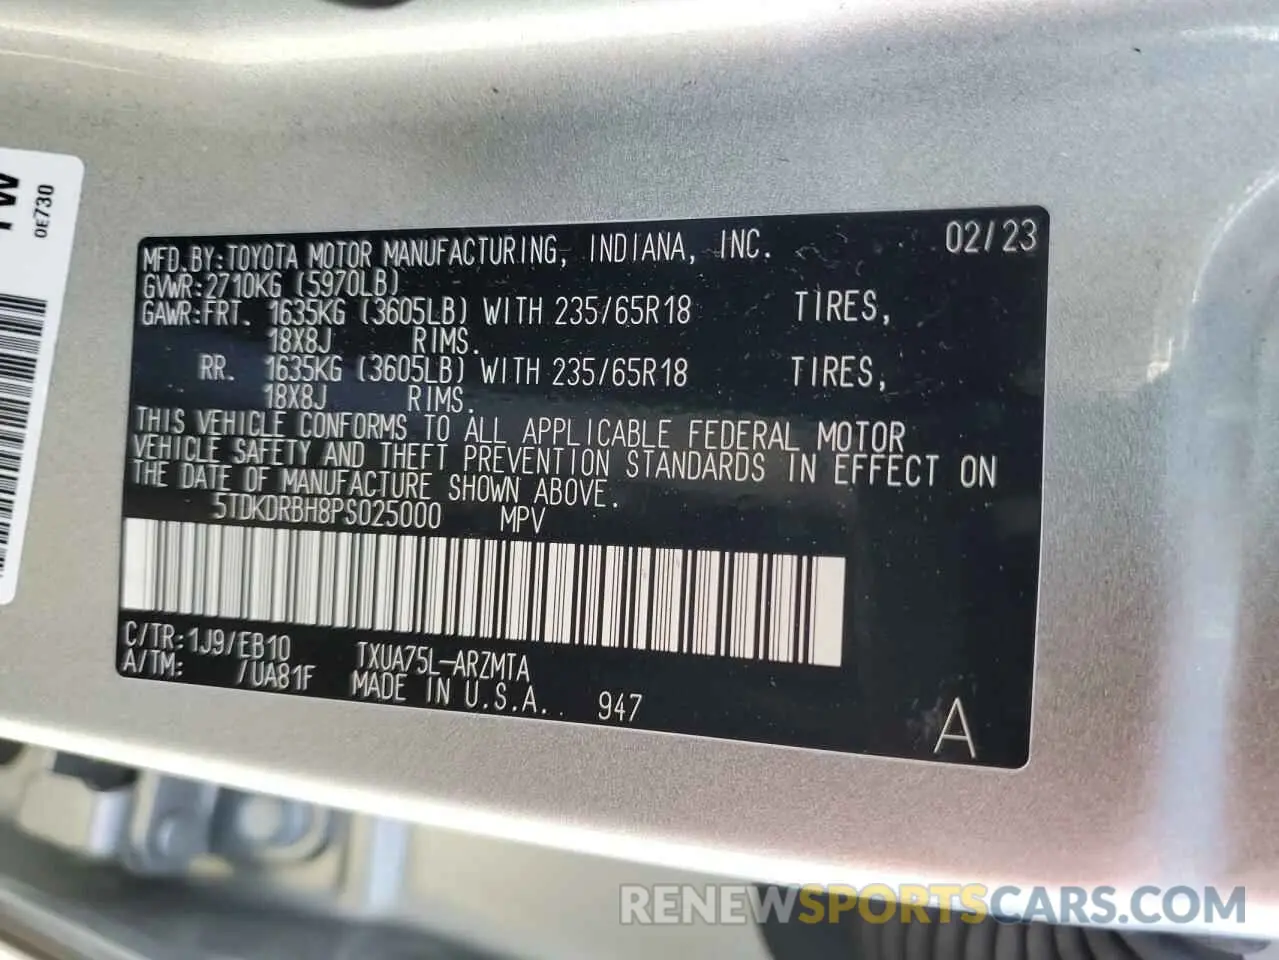 1W
0E730
MFD.BY:TOYOTA MOTOR MANUFACTURING, INDIANA, INC. 02/23
GVWR:2710KG (5970LB)
GAWR:FRT. 1635KG (3605LB) WITH 235/65R18 TIRES,
18X8J RIMS.
RR. 1635KG (3605LB) WITH 235/65R18 TIRES,
18X8J RIMS.
THIS VEHICLE CONFORMS TO ALL APPLICABLE FEDERAL MOTOR
VEHICLE SAFETY AND THEFT PREVENTION STANDARDS IN EFFECT ON
THE DATE OF MANUFACTURE SHOWN ABOVE.
5TDKDRBH8PS025000 MPV
C/TR:1J9/EB10 TXUA75L-ARZMTA
A/TM: /UA81F MADE IN U.S.A. 947
A
RENEWSPORTSCARS.COM